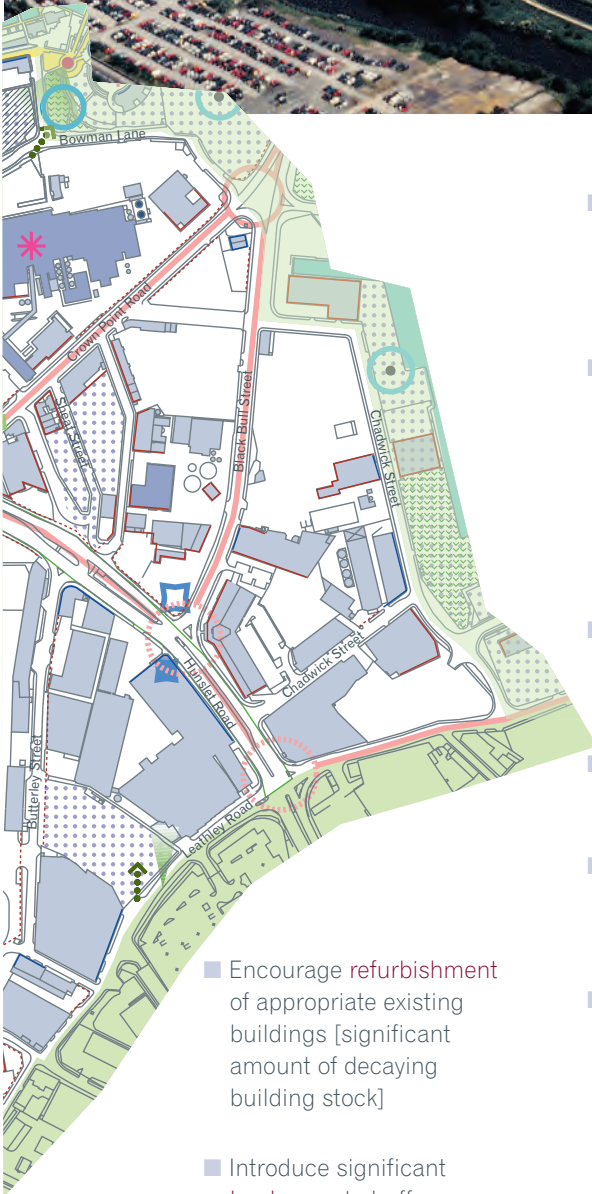 Bowman Lane
Crown Point Road
Shear Street
Black Bull Street
Chadwick Street
Chadwick Street
Hunslet Road
Butterley Street
Leathley Road
Encourage refurbishment
of appropriate existing
buildings [significant
amount of decaying
building stock]
Introduce significant